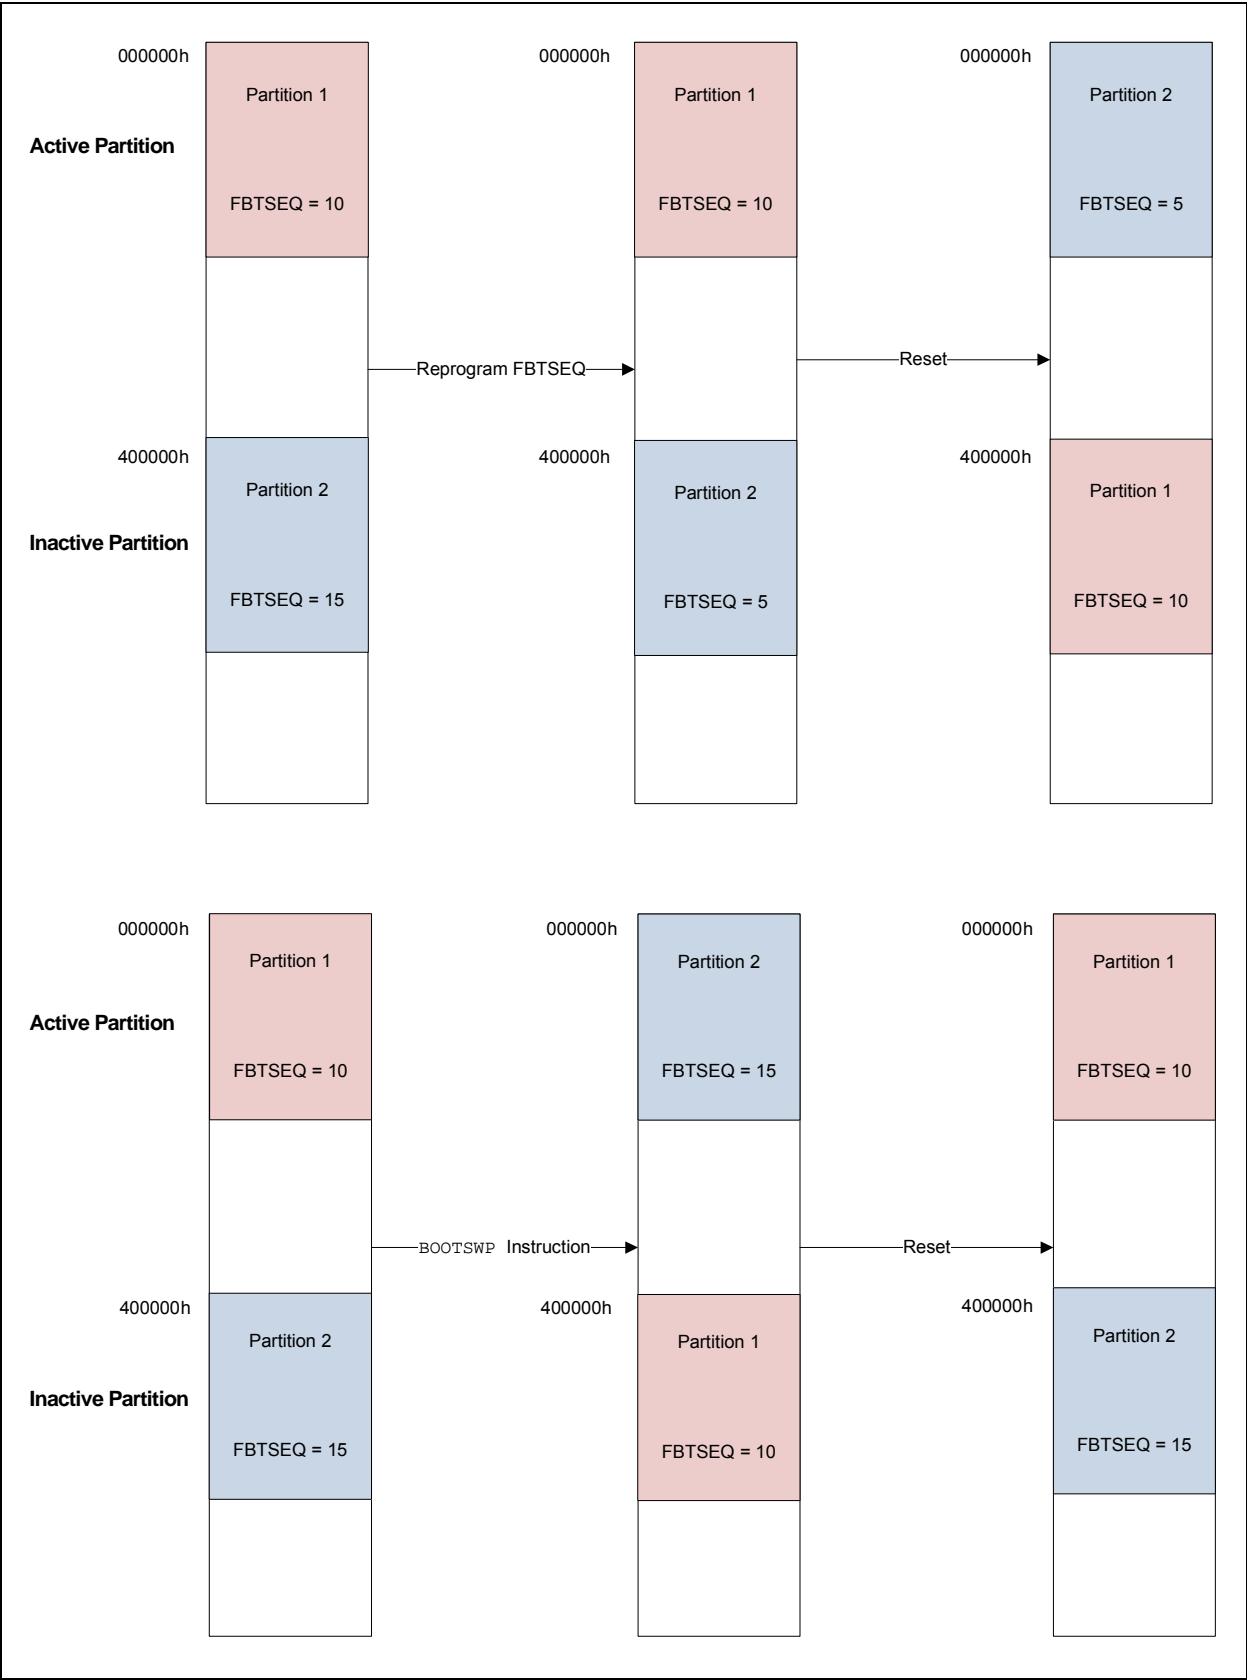 000000h
000000h
000000h
Partition 1
Partition 1
Partition 2
Active Partition
FBTSEQ = 10
FBTSEQ = 10
FBTSEQ = 5
Reprogram FBTSEQ
Reset
400000h
400000h
400000h
Partition 2
Partition 2
Partition 1
Inactive Partition
FBTSEQ = 15
FBTSEQ = 5
FBTSEQ = 10
000000h
000000h
000000h
Partition 1
Partition 2
Partition 1
Active Partition
FBTSEQ = 10
FBTSEQ = 15
FBTSEQ = 10
BOOTSWP Instruction
Reset
400000h
400000h
400000h
Partition 2
Partition 1
Partition 2
Inactive Partition
FBTSEQ = 15
FBTSEQ = 10
FBTSEQ = 15